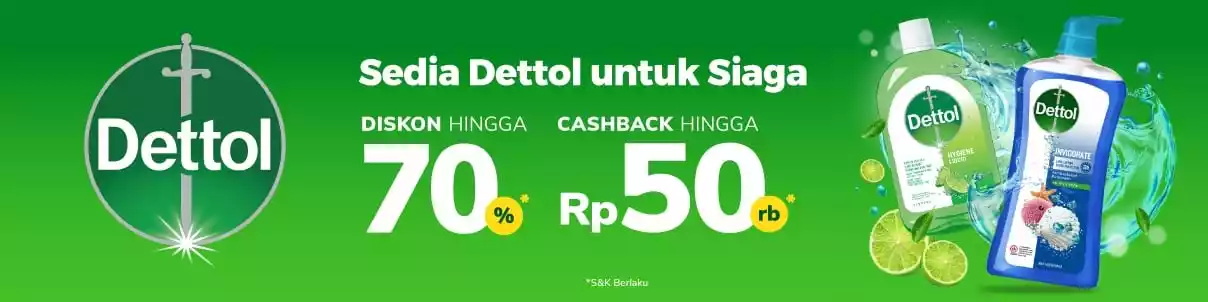 Dettol
Sedia Dettol untuk Siaga
DISKON HINGGA
70%*
CASHBACK HINGGA
Rp50rb*
*S&K Berlaku
Dettol
HYGIENE
LIQUID
Dettol
INVIGORATE